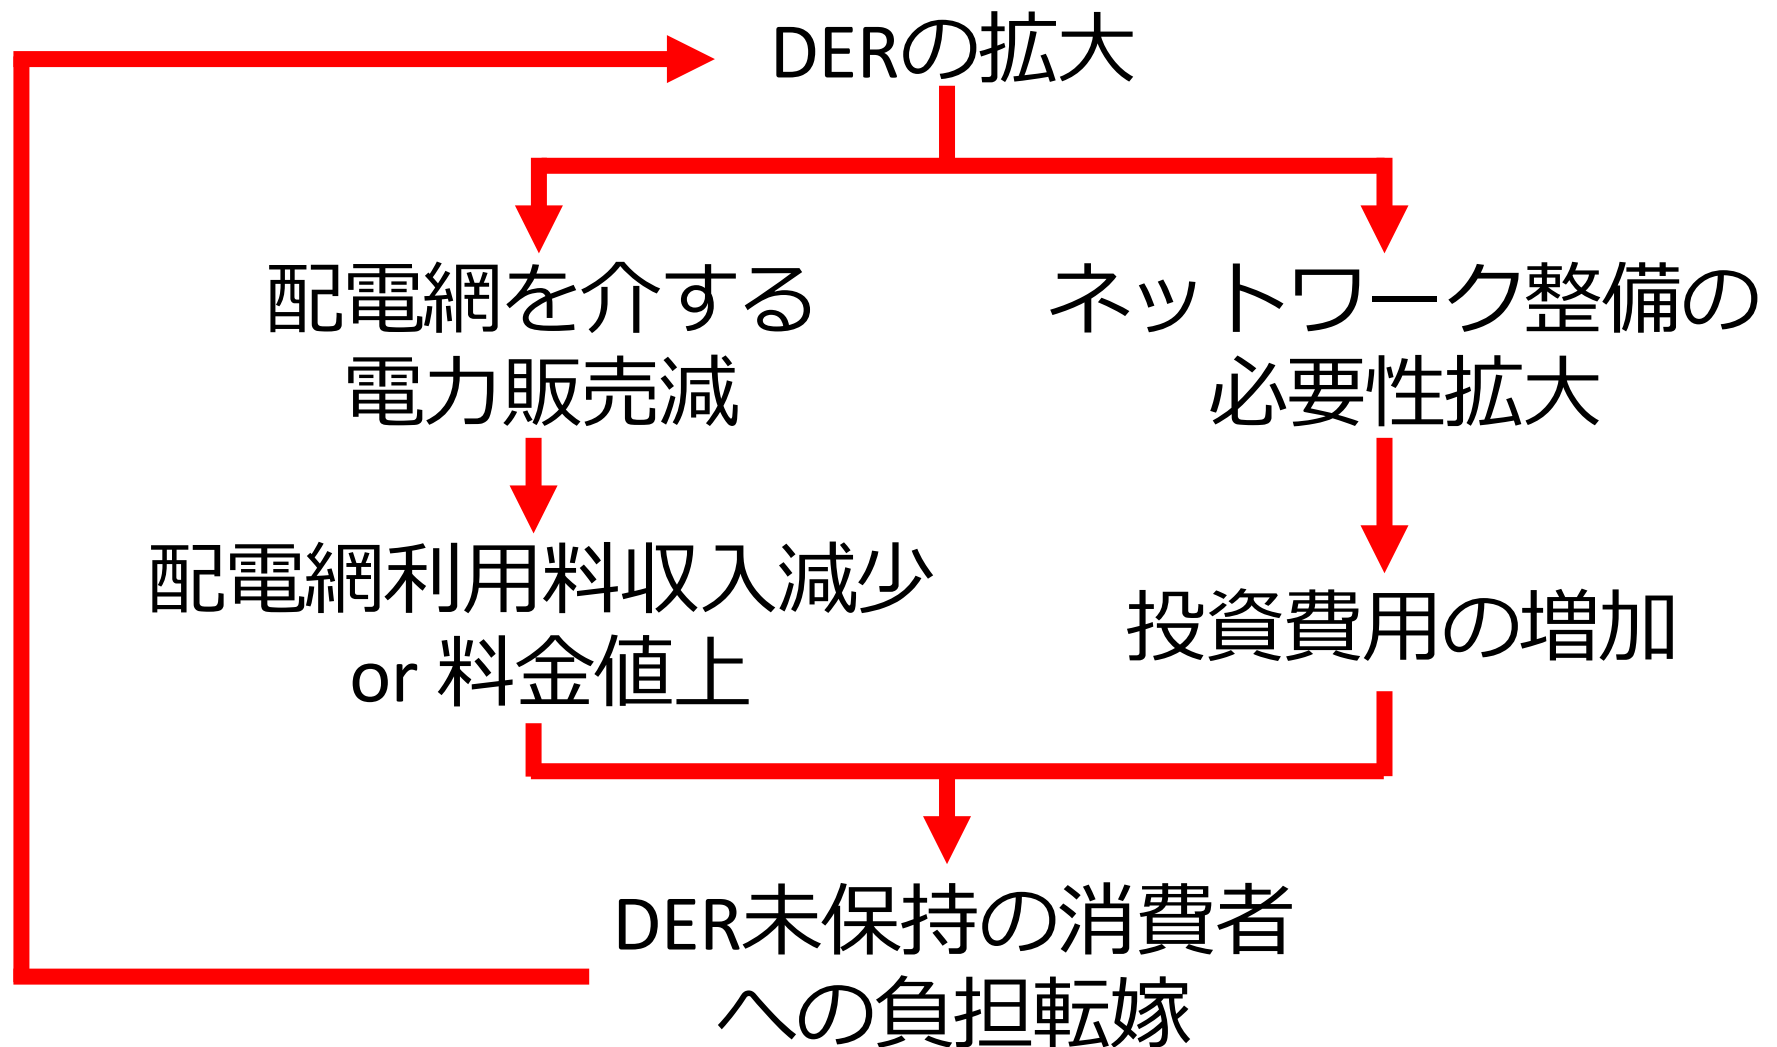 DERの拡大
配電網を介する
電力販売減
ネットワーク整備の
必要性拡大
配電網利用料収入減少
or 料金値上
投資費用の増加
DER未保持の消費者
への負担転嫁